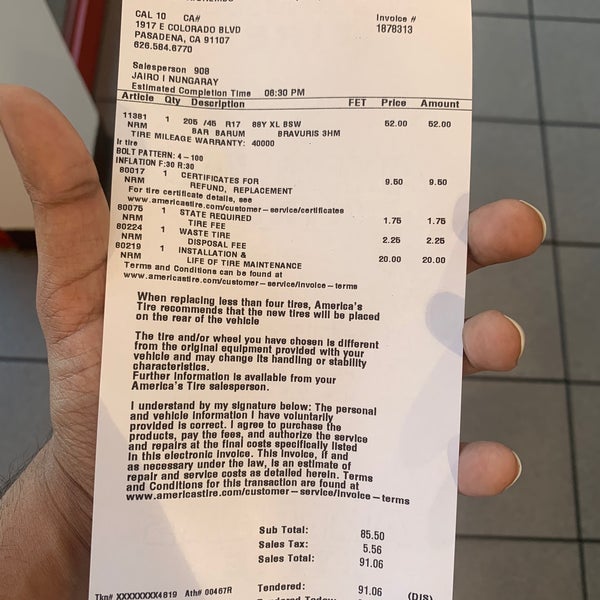 CAL 10 CA#
1917 E COLORADO BLVD
PASADENA, CA 91107
626.584.6770
Invoice #
1878313
Salesperson 908
JAIRO I NUNGARAY
Estimated Completion Time 06:30 PM
Article Qty Description FET Price Amount
11381 1 205 /45 R17 88Y XL BSW 52.00 52.00
NRM BAR BARUM BRAVURIS 3HM
TIRE MILEAGE WARRANTY: 40000
lr tire
BOLT PATTERN: 4-100
INFLATION F:30 R:30
80017 1 CERTIFICATES FOR 9.50 9.50
NRM REFUND, REPLACEMENT
For tire certificate details, see
www.americastire.com/customer-service/certificates
80075 1 STATE REQUIRED 1.75 1.75
NRM TIRE FEE
80224 1 WASTE TIRE 2.25 2.25
NRM DISPOSAL FEE
80219 1 INSTALLATION & 20.00 20.00
NRM LIFE OF TIRE MAINTENANCE
Terms and Conditions can be found at
www.americastire.com/customer-service/invoice-terms
When replacing less than four tires, America's
Tire recommends that the new tires will be placed
on the rear of the vehicle
The tire and/or wheel you have chosen is different
from the original equipment provided with your
vehicle and may change its handling or stability
characteristics.
Further information is available from your
America's Tire salesperson.
I understand by my signature below: The personal
and vehicle information I have voluntarily
provided is correct. I agree to purchase the
products, pay the fees, and authorize the service
and repairs at the final costs specifically listed
in this electronic invoice. This invoice, if and
as necessary under the law, is an estimate of
repair and service costs as detailed herein. Terms
and Conditions for this transaction are found at
www.americastire.com/customer-service/invoice-terms
Sub Total: 85.50
Sales Tax: 5.56
Sales Total: 91.06
Tkn# XXXXXXXX4819 Ath# 00467R Tendered: 91.06 (DIS)